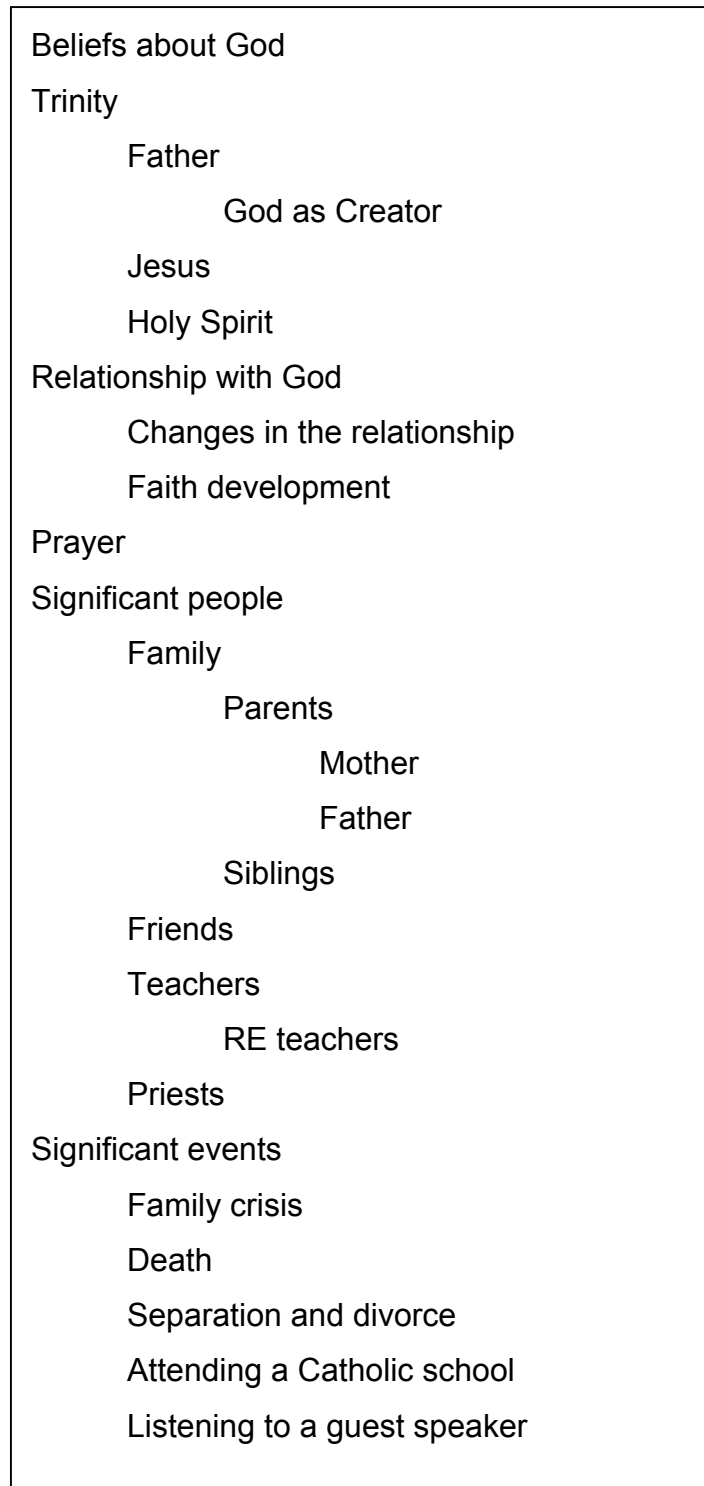 Beliefs about God
Trinity
Father
God as Creator
Jesus
Holy Spirit
Relationship with God
Changes in the relationship
Faith development
Prayer
Significant people
Family
Parents
Mother
Father
Siblings
Friends
Teachers
RE teachers
Priests
Significant events
Family crisis
Death
Separation and divorce
Attending a Catholic school
Listening to a guest speaker